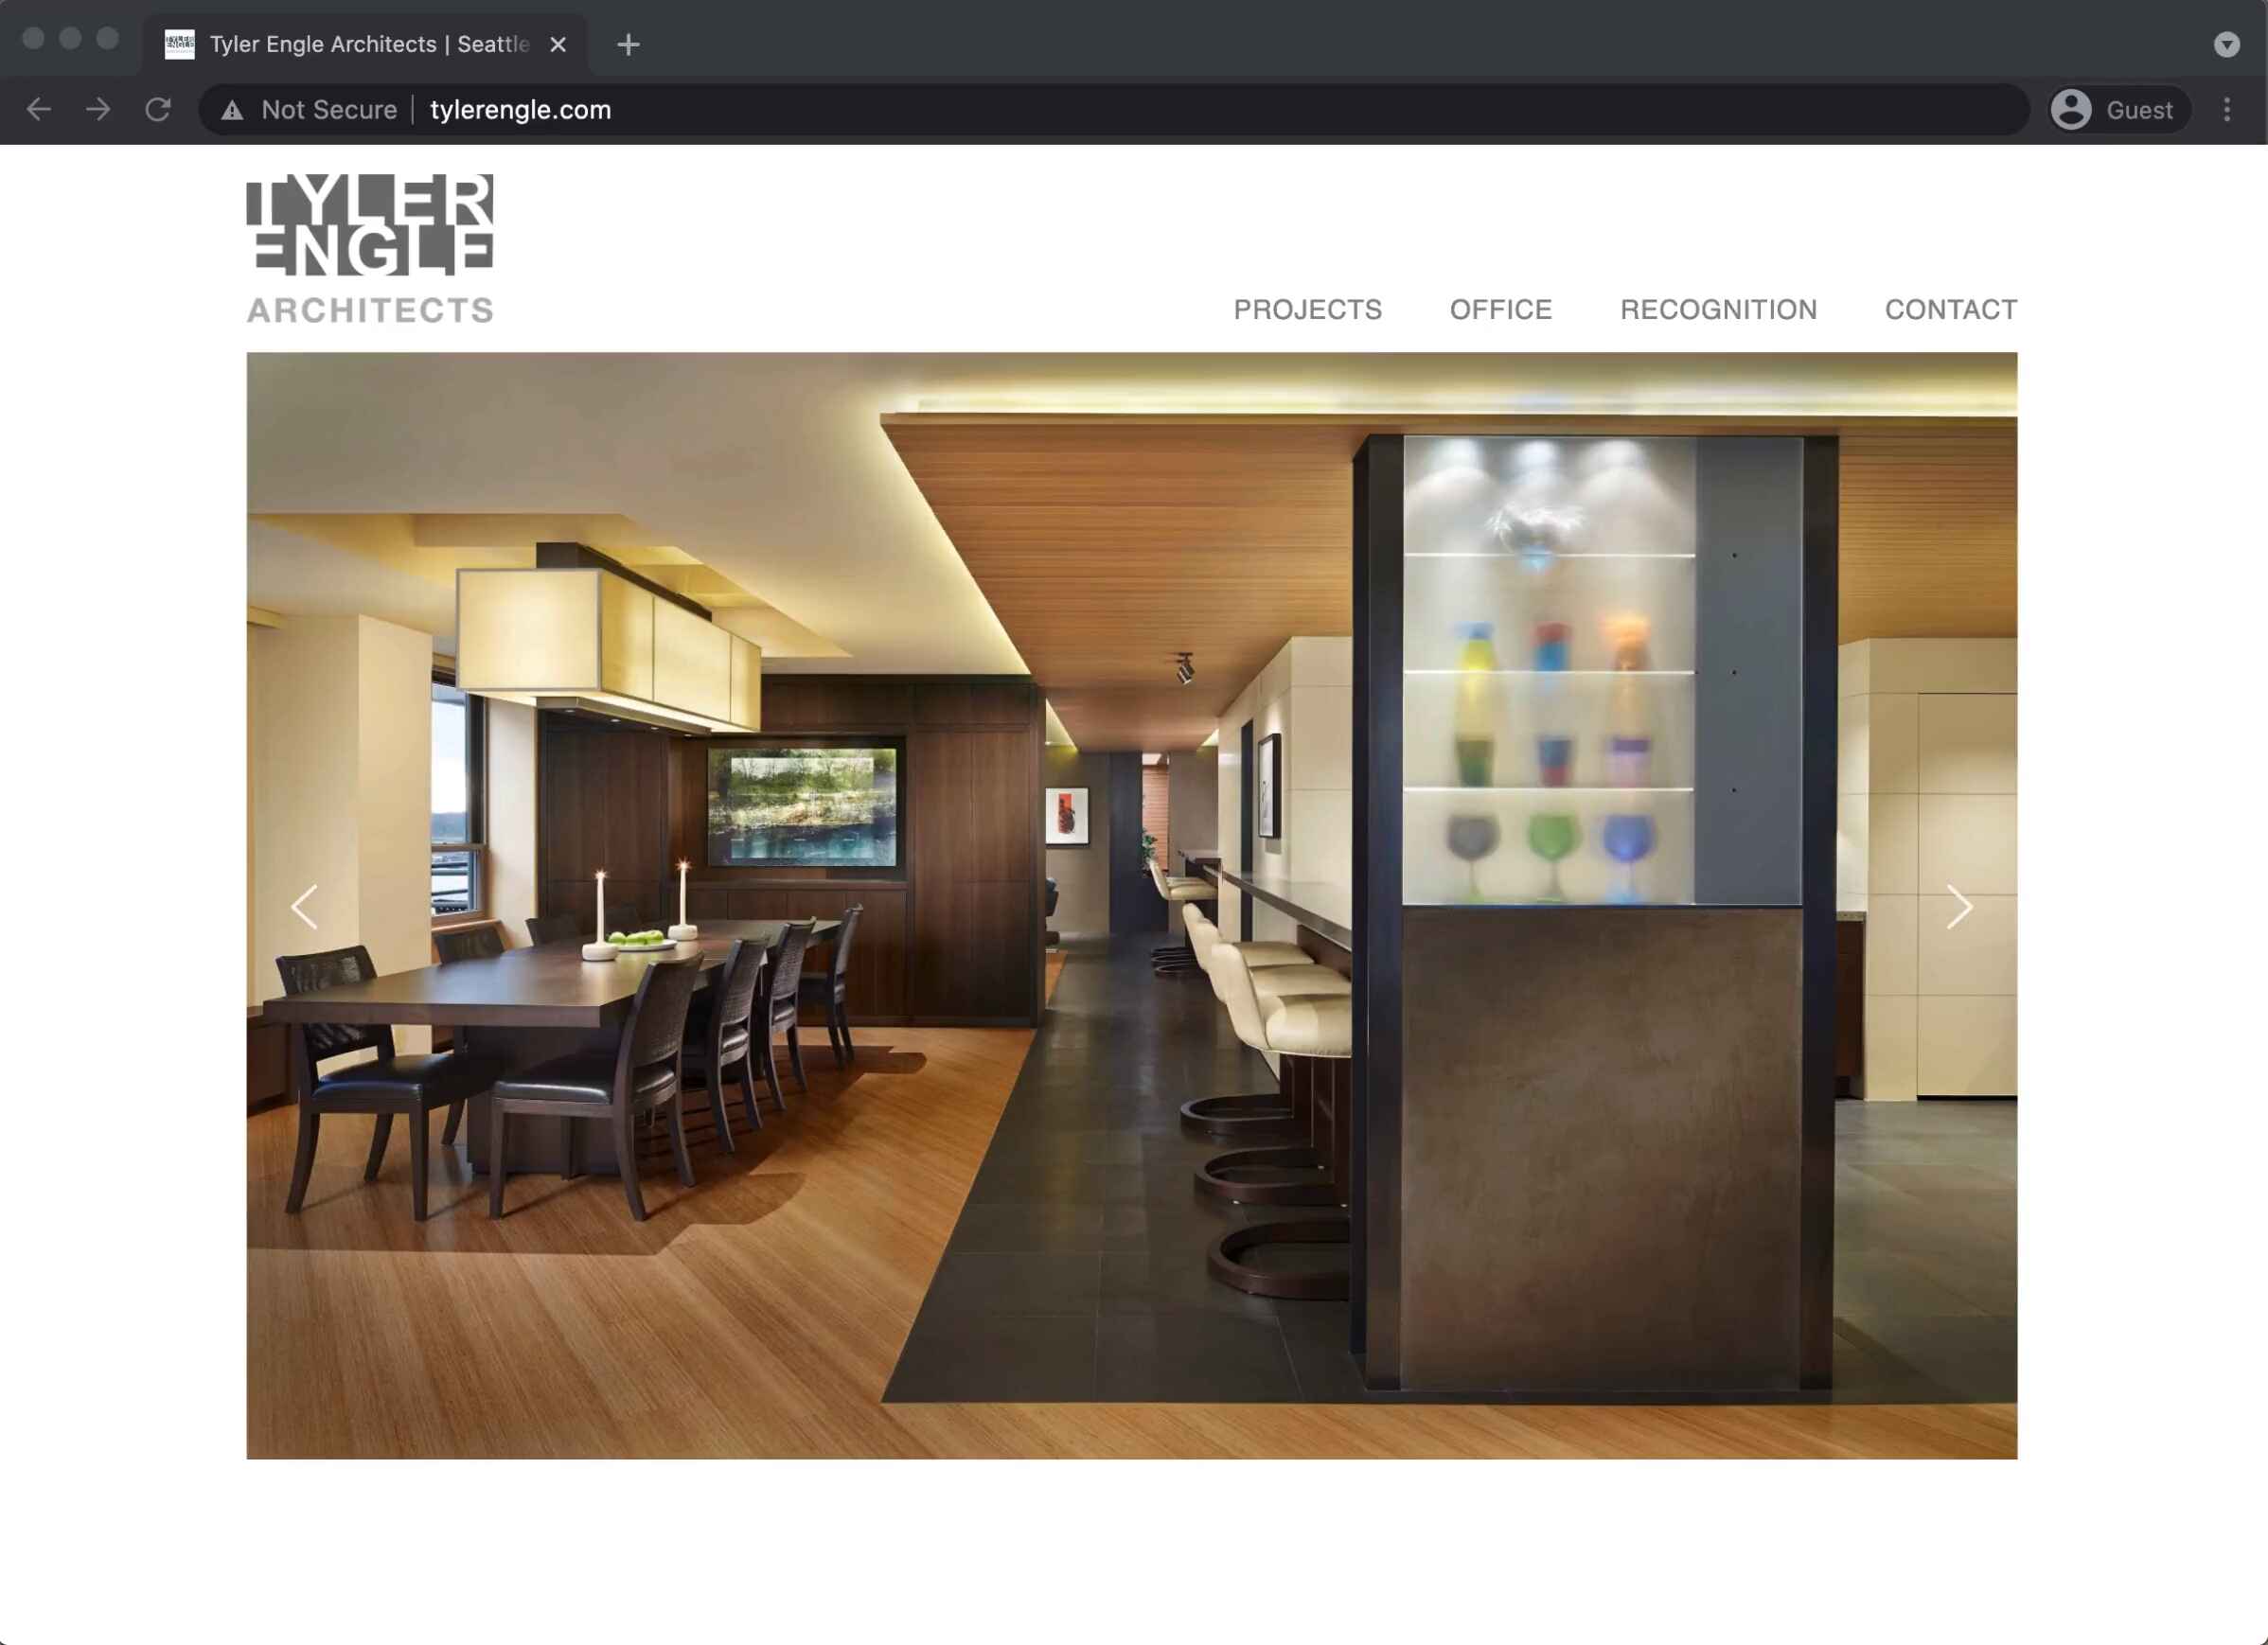 Tyler Engle Architects | Seattle
Not Secure | tylerengle.com
Guest
TYLER
ENGLE
ARCHITECTS
PROJECTS OFFICE RECOGNITION CONTACT